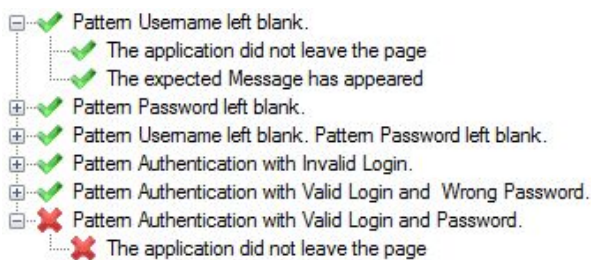 Pattern Username left blank.
The application did not leave the page
The expected Message has appeared
Pattern Password left blank.
Pattern Username left blank. Pattern Password left blank.
Pattern Authentication with Invalid Login.
Pattern Authentication with Valid Login and  Wrong Password.
Pattern Authentication with Valid Login and Password.
The application did not leave the page